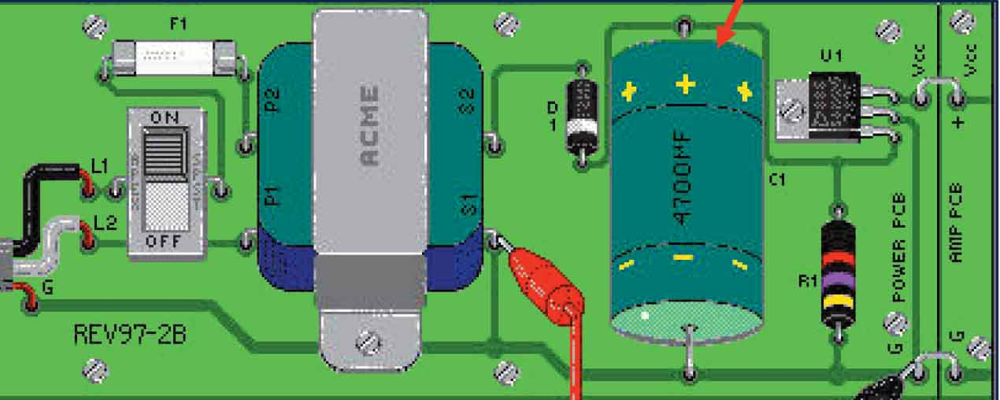 F1
ON
OFF
L1
L2
G
REV97-2B
P2
P1
ACME
S2
S1
D
1
4700MF
C1
U1
R1
Vcc
Vcc
+
POWER PCB
AMP PCB
G
G